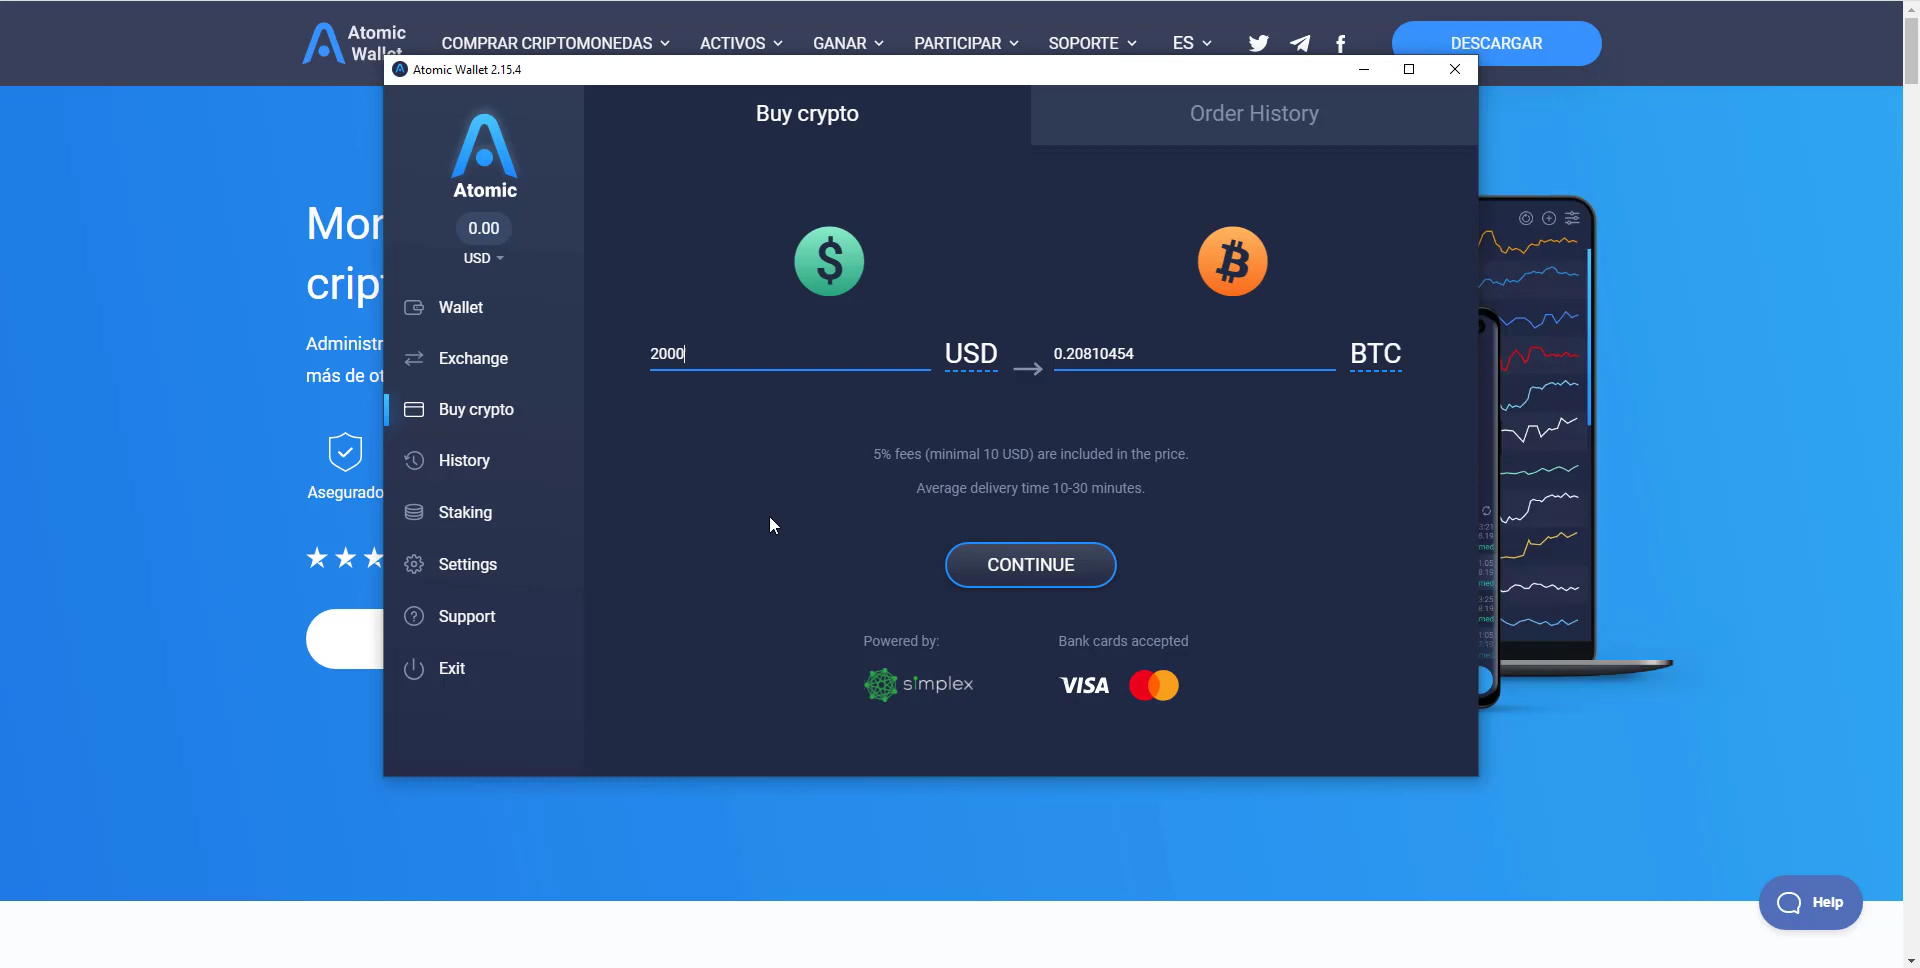 Atomic
Wallet
COMPRAR CRIPTOMONEDAS
ACTIVOS
GANAR
PARTICIPAR
SOPORTE
ES
DESCARGAR
Atomic Wallet 2.15.4
Atomic
0.00
USD
Wallet
Exchange
Buy crypto
History
Staking
Settings
Support
Exit
Buy crypto
Order History
2000
USD
0.20810454
BTC
5% fees (minimal 10 USD) are included in the price.
Average delivery time 10-30 minutes.
CONTINUE
Powered by:
simplex
Bank cards accepted
VISA
Mon
crip
Administr
más de ot
Asegurado
Help